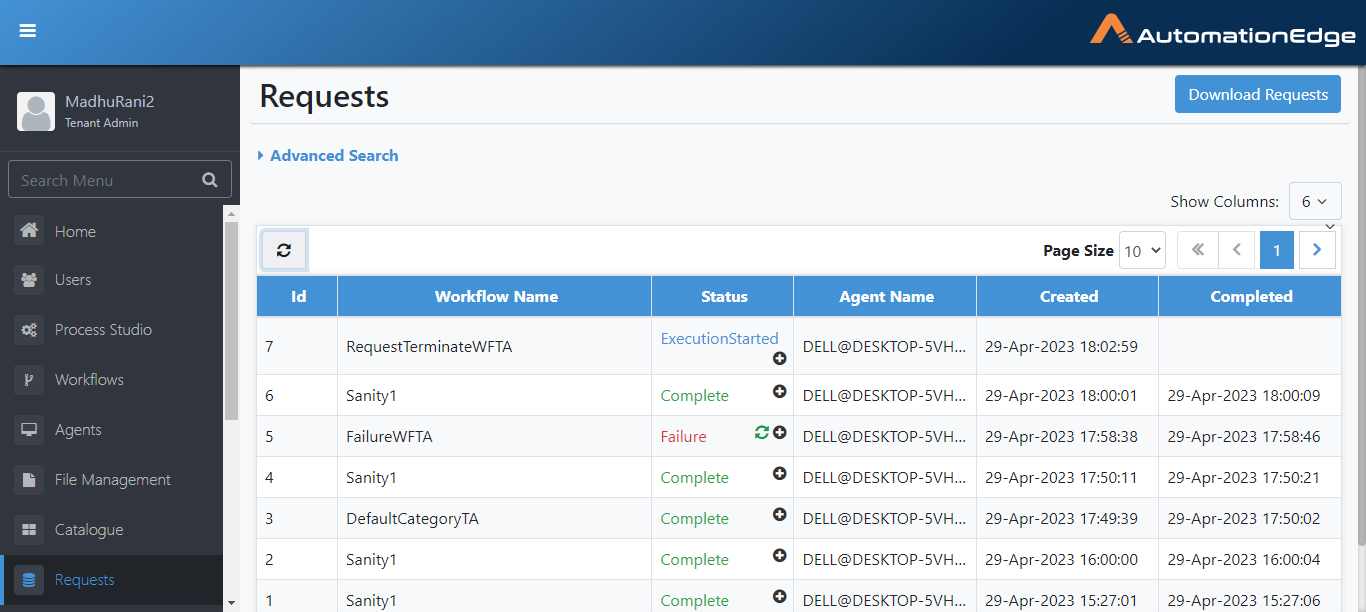 AutomationEdge
MadhuRani2
Tenant Admin
Search Menu
Home
Users
Process Studio
Workflows
Agents
File Management
Catalogue
Requests
Requests
Download Requests
Advanced Search
Show Columns: 6
Page Size 10 1
Id Workflow Name Status Agent Name Created Completed
7 RequestTerminateWFTA ExecutionStarted DELL@DESKTOP-5VH... 29-Apr-2023 18:02:59
6 Sanity1 Complete DELL@DESKTOP-5VH... 29-Apr-2023 18:00:01 29-Apr-2023 18:00:09
5 FailureWFTA Failure DELL@DESKTOP-5VH... 29-Apr-2023 17:58:38 29-Apr-2023 17:58:46
4 Sanity1 Complete DELL@DESKTOP-5VH... 29-Apr-2023 17:50:11 29-Apr-2023 17:50:21
3 DefaultCategoryTA Complete DELL@DESKTOP-5VH... 29-Apr-2023 17:49:39 29-Apr-2023 17:50:02
2 Sanity1 Complete DELL@DESKTOP-5VH... 29-Apr-2023 16:00:00 29-Apr-2023 16:00:04
1 Sanity1 Complete DELL@DESKTOP-5VH... 29-Apr-2023 15:27:01 29-Apr-2023 15:27:06